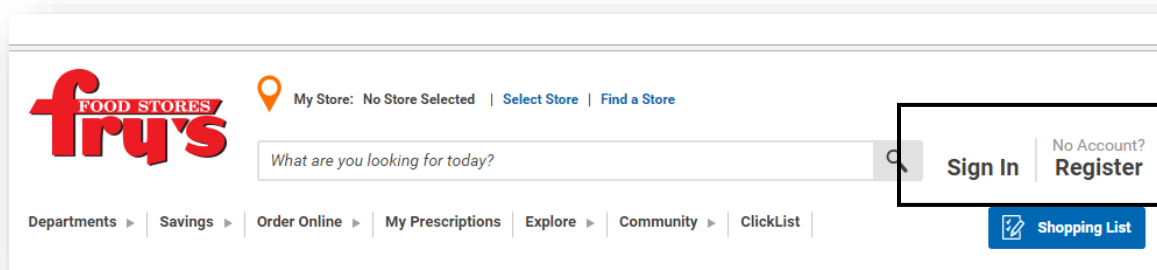 FOOD STORES
fry's
My Store: No Store Selected | Select Store | Find a Store
What are you looking for today?
Sign In
No Account?
Register
Departments
Savings
Order Online
My Prescriptions
Explore
Community
ClickList
Shopping List